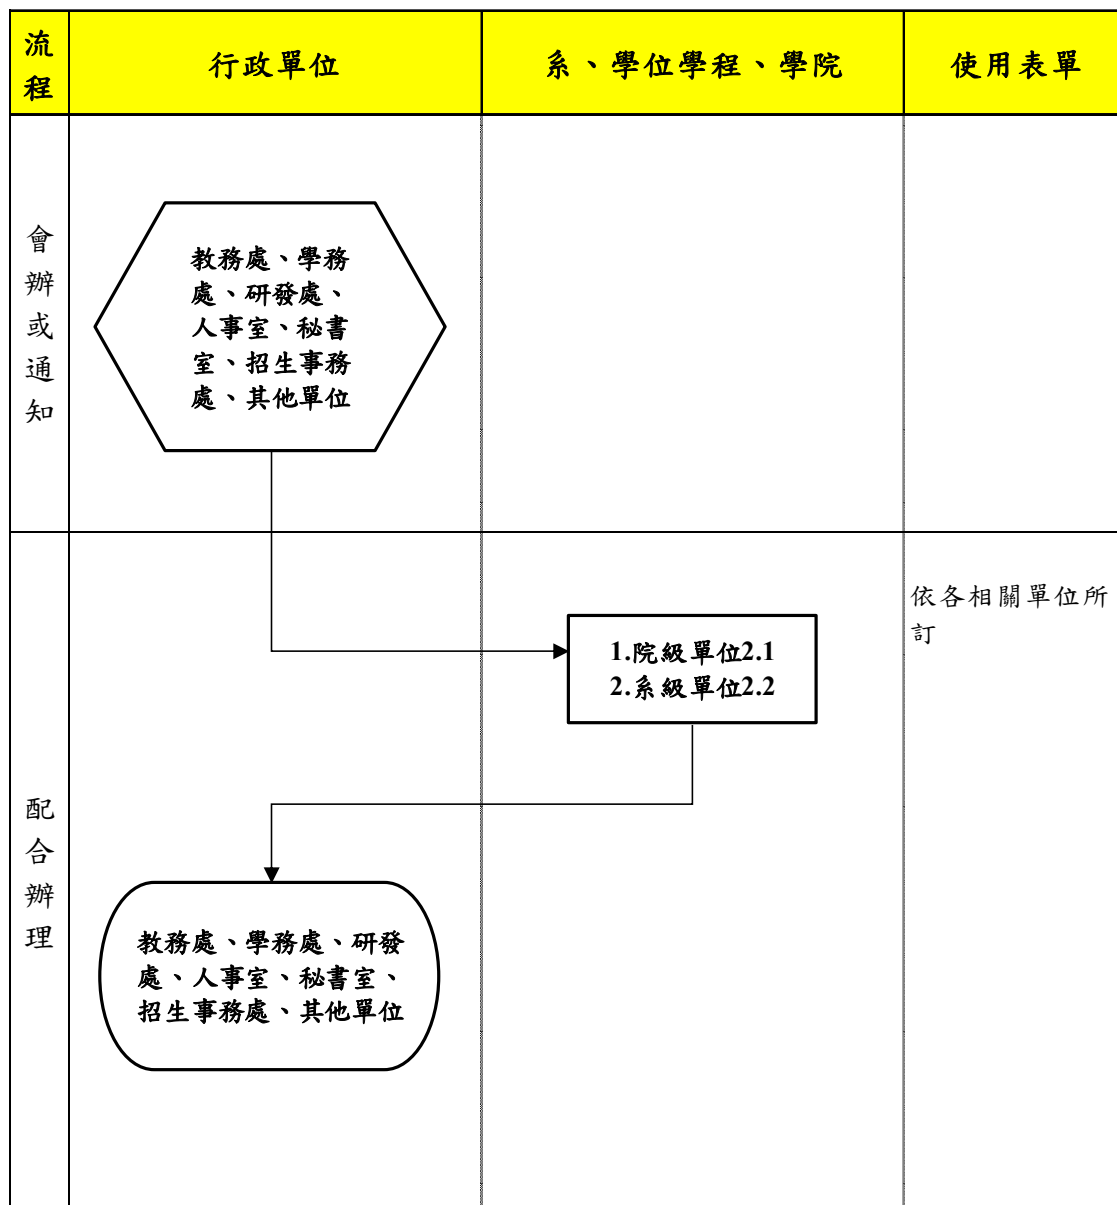 流
程
行政單位
系、學位學程、學院
使用表單
會
辦
或
通
知
教務處、學務
處、研發處、
人事室、秘書
室、招生事務
處、其他單位
配
合
辦
理
1.院級單位2.1
2.系級單位2.2
依各相關單位所
訂
教務處、學務處、研發
處、人事室、秘書室、
招生事務處、其他單位